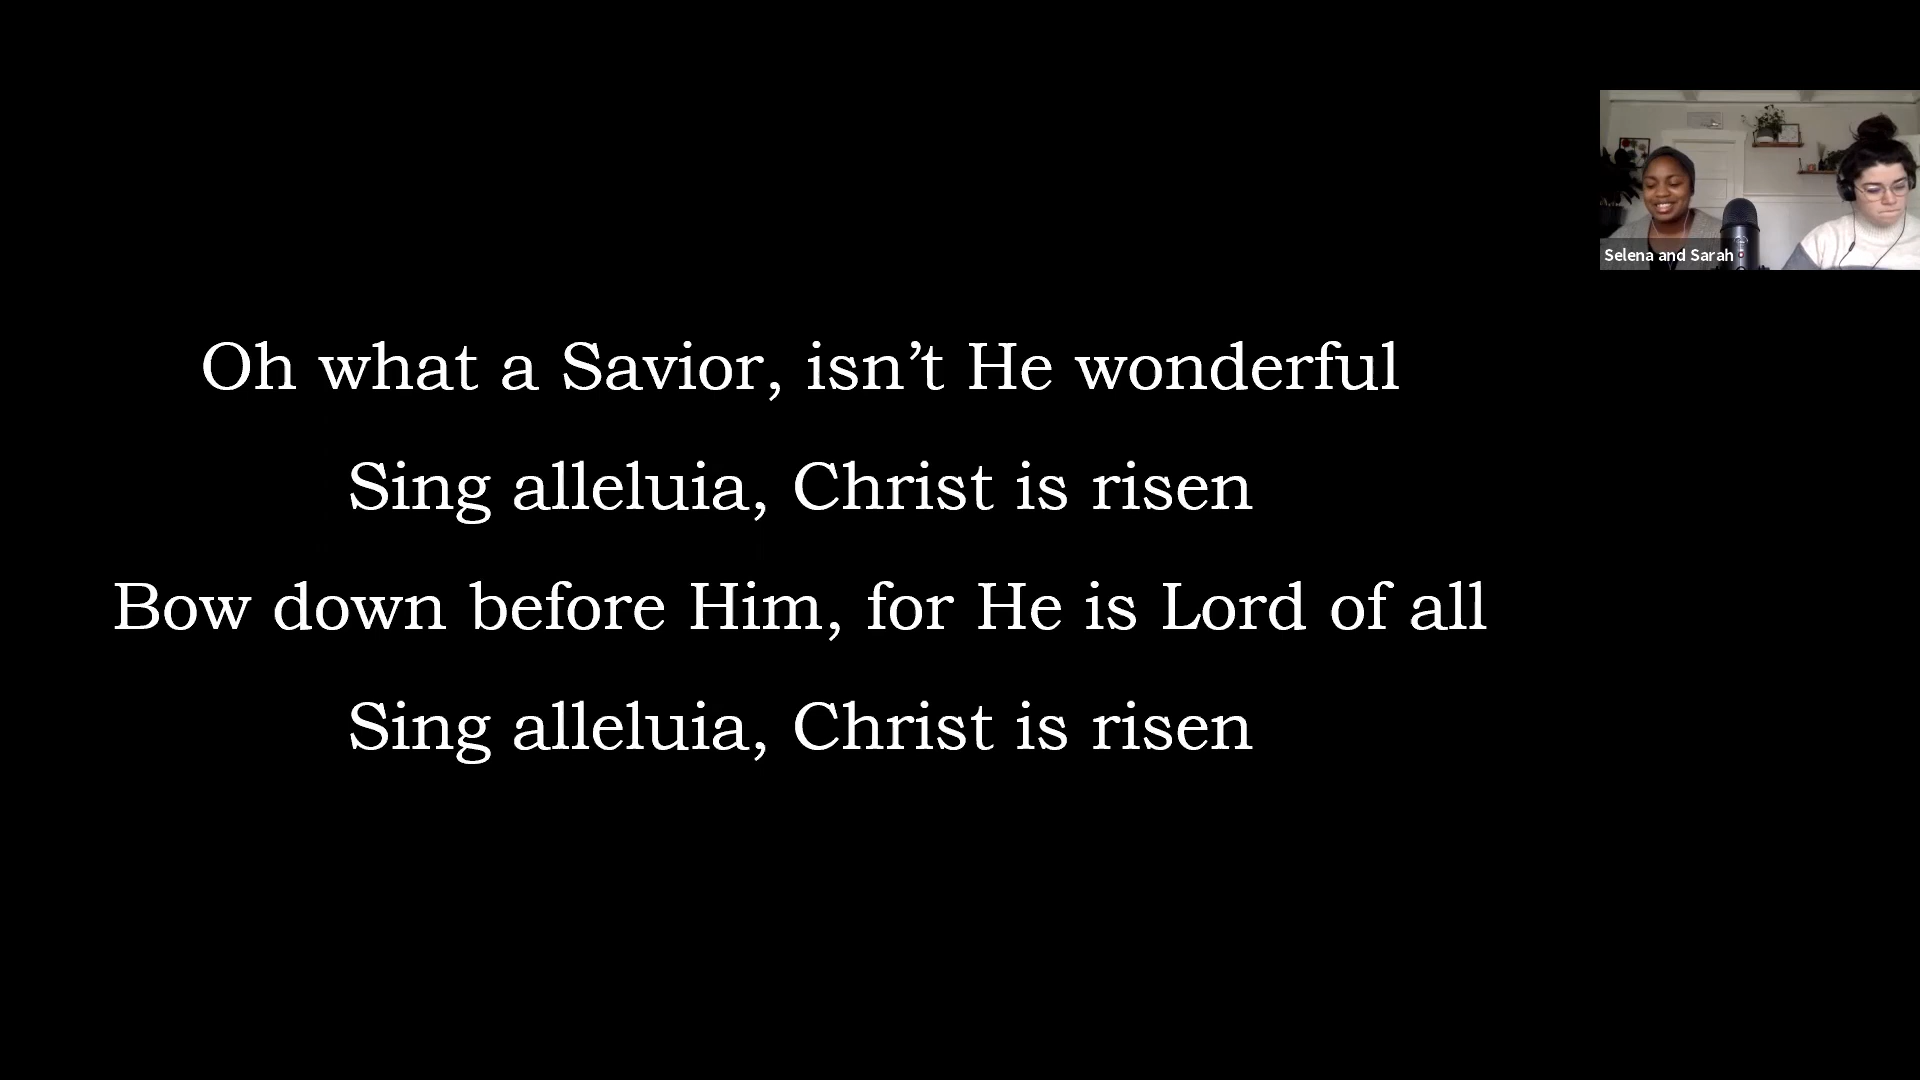 Oh what a Savior, isn’t He wonderful
Sing alleluia, Christ is risen
Bow down before Him, for He is Lord of all
Sing alleluia, Christ is risen
Selena and Sarah